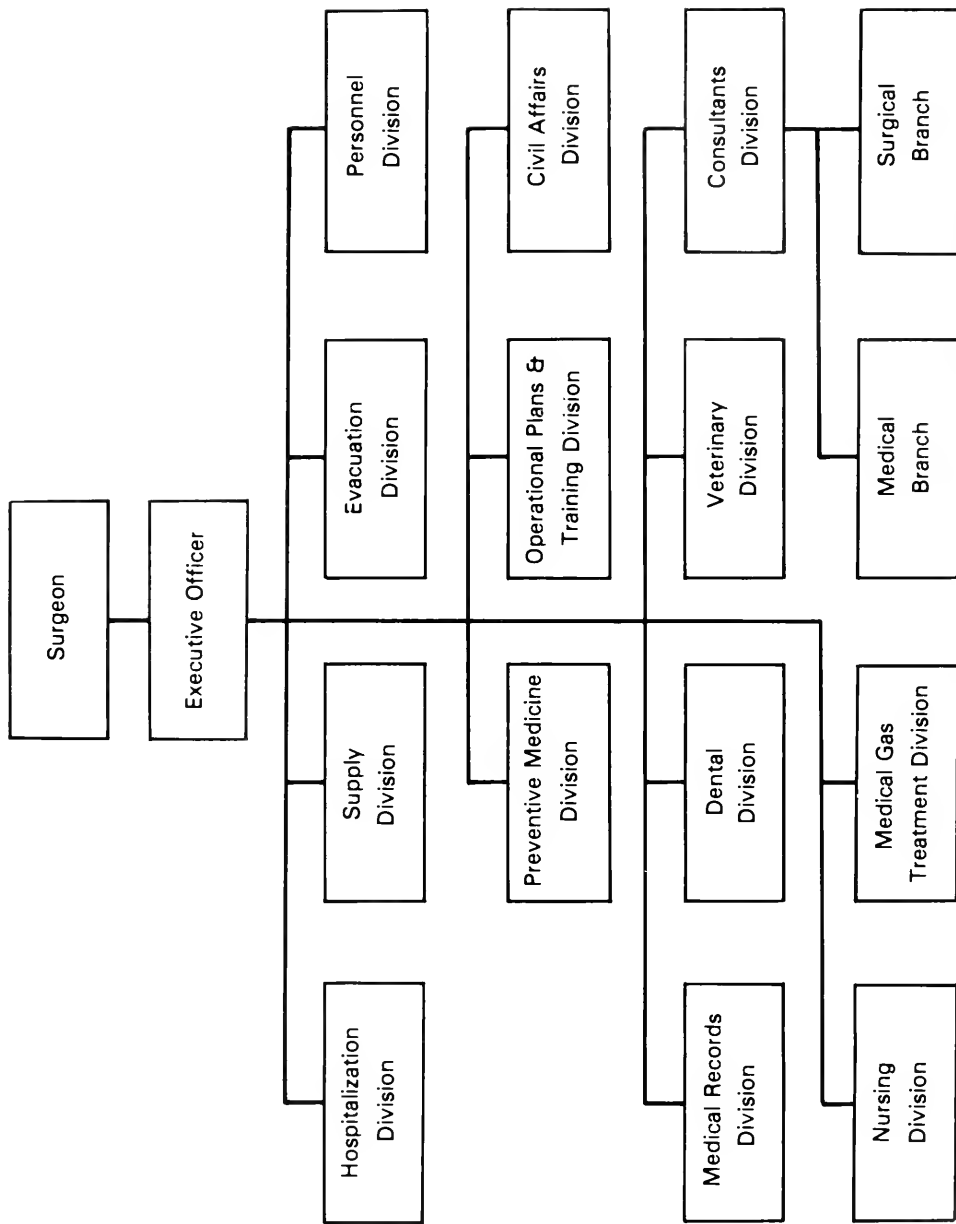 Surgeon
Executive Officer
Hospitalization
Division
Supply
Division
Evacuation
Division
Personnel
Division
Preventive Medicine
Division
Operational Plans &
Training Division
Civil Affairs
Division
Medical Records
Division
Dental
Division
Veterinary
Division
Consultants
Division
Nursing
Division
Medical Gas
Treatment Division
Medical
Branch
Surgical
Branch